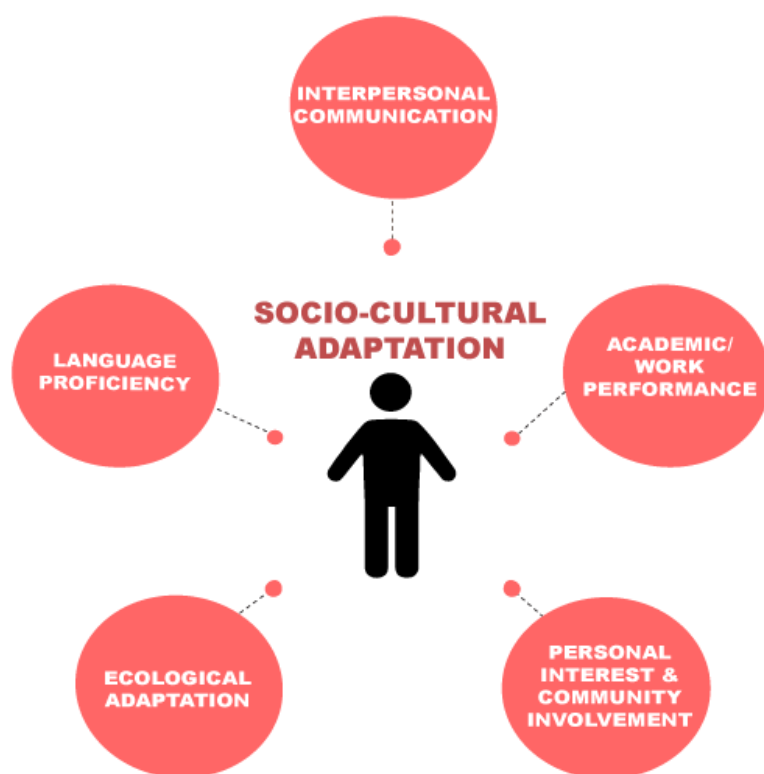 INTERPERSONAL
COMMUNICATION
SOCIO-CULTURAL
ADAPTATION
LANGUAGE
PROFICIENCY
ACADEMIC/
WORK
PERFORMANCE
ECOLOGICAL
ADAPTATION
PERSONAL
INTEREST &
COMMUNITY
INVOLVEMENT